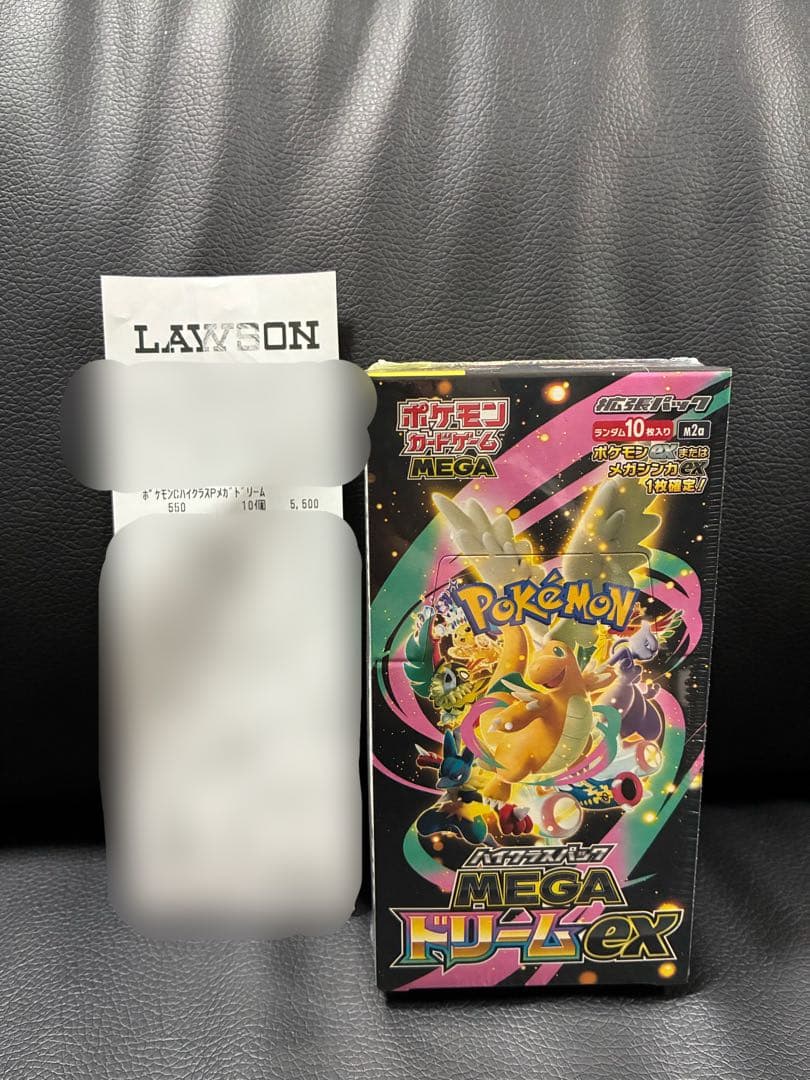 LAWSON
ポケモンCハイクラスPメガドリーム
550 10個 5,500
ポケモン
カードゲーム
MEGA
拡張パック
ランダム10枚入り M2a
ポケモンexまたは
メガシンカex
1枚確定!
POKÉMON
ハイクラスパック
MEGA
ドリームex